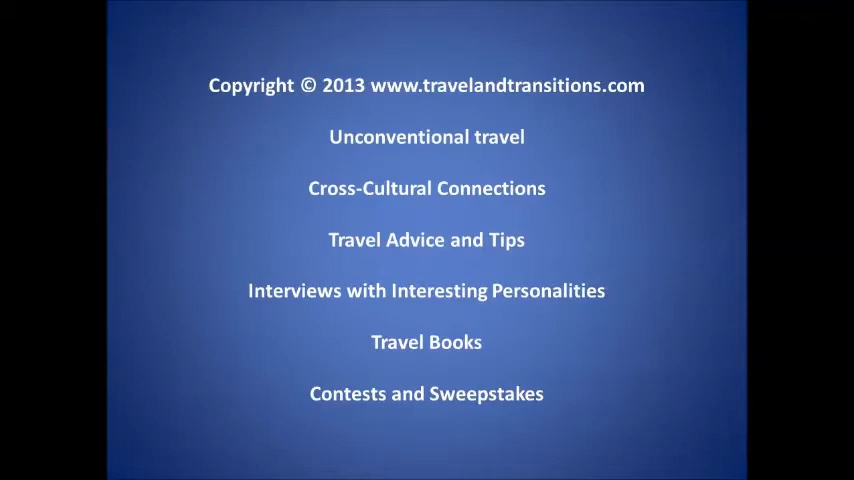 Copyright © 2013 www.travelandtransitions.com
Unconventional travel
Cross-Cultural Connections
Travel Advice and Tips
Interviews with Interesting Personalities
Travel Books
Contests and Sweepstakes